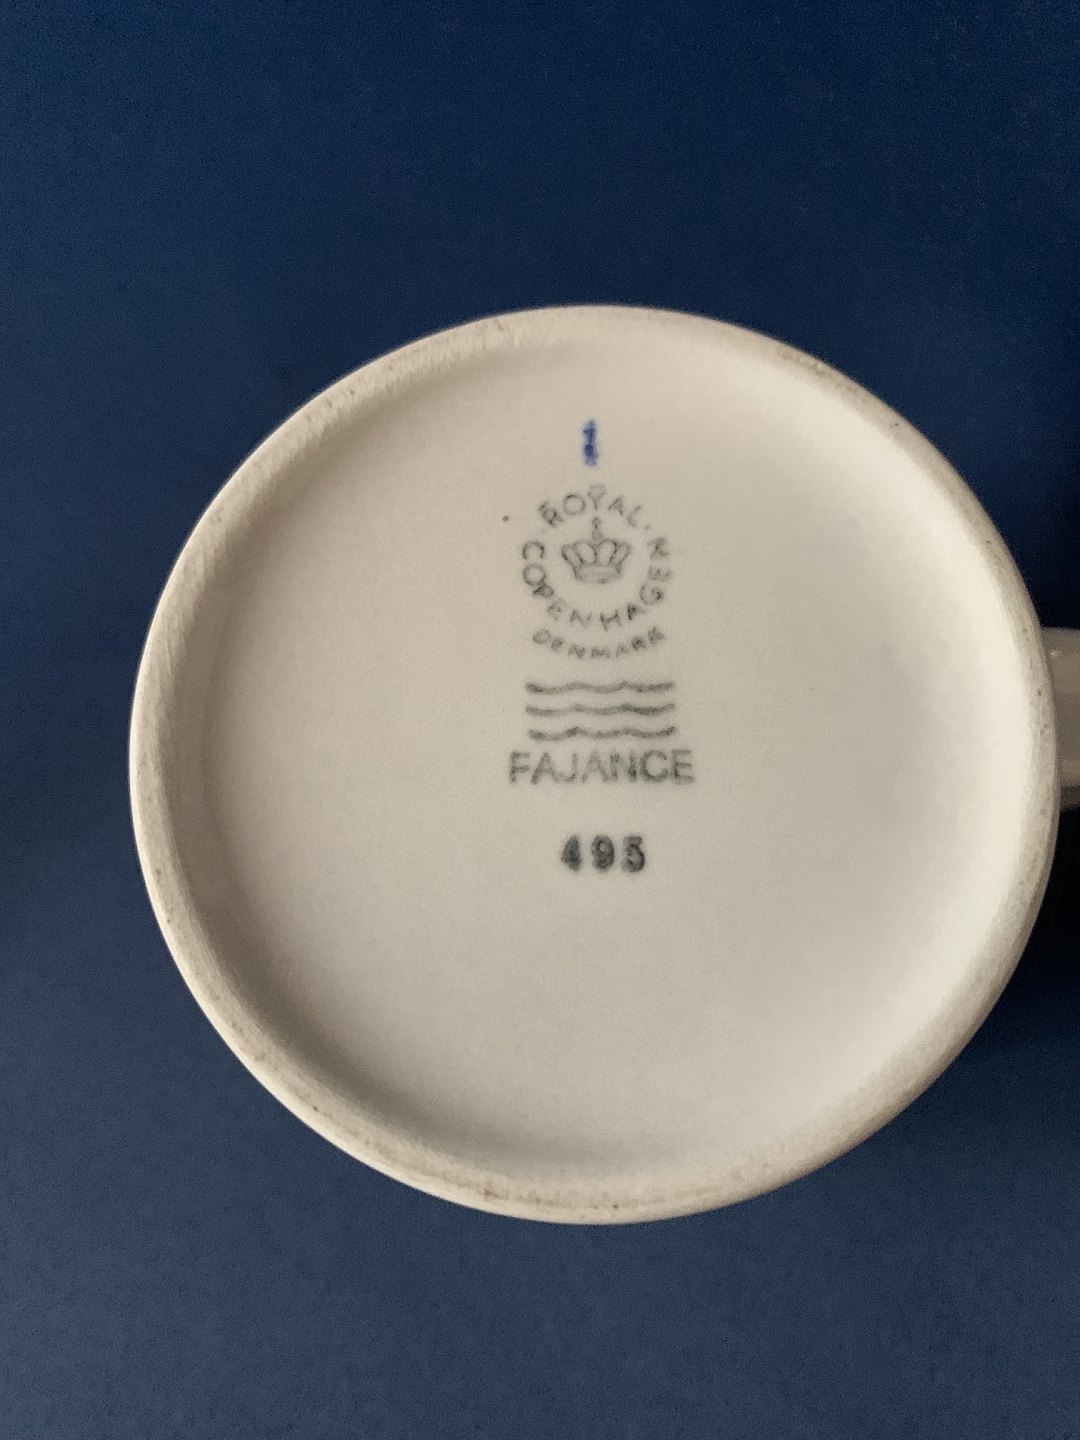 ROYAL
COPENHAGEN
DENMARK
FAJANCE
495